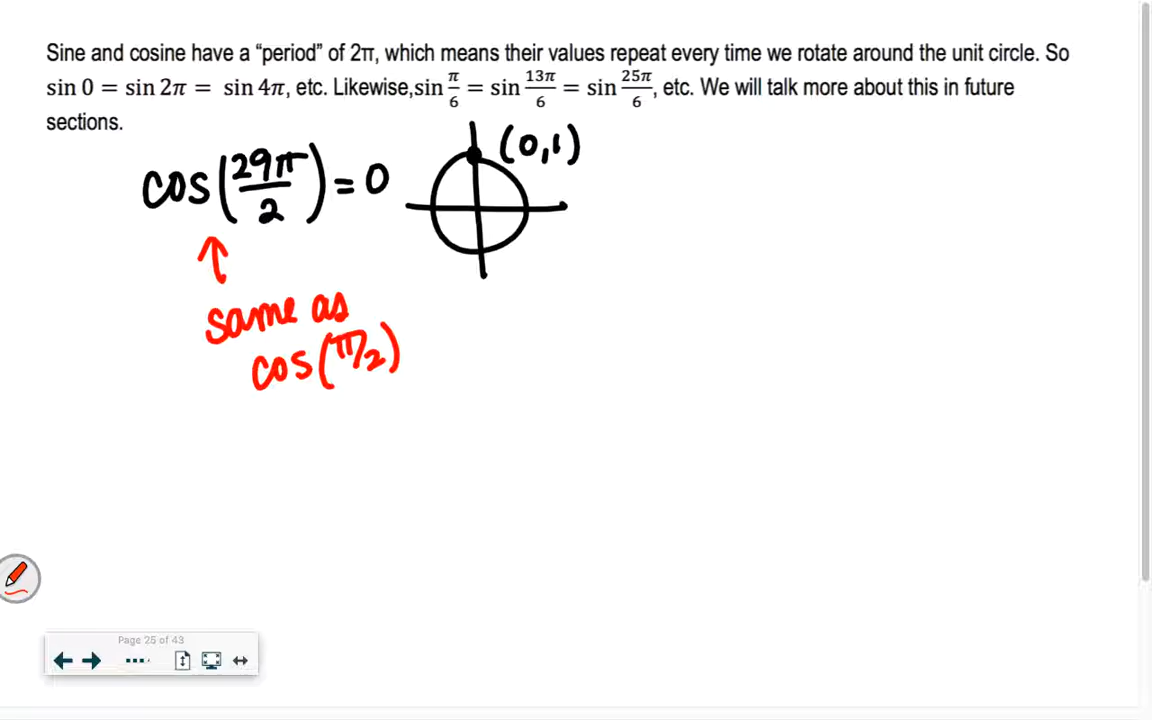 Sine and cosine have a “period” of 2π, which means their values repeat every time we rotate around the unit circle. So
sin 0 = sin 2π = sin 4π, etc. Likewise,sin π/6 = sin 13π/6 = sin 25π/6, etc. We will talk more about this in future
sections.
cos(29π/2) = 0
(0,1)
same as
cos(π/2)
Page 25 of 43